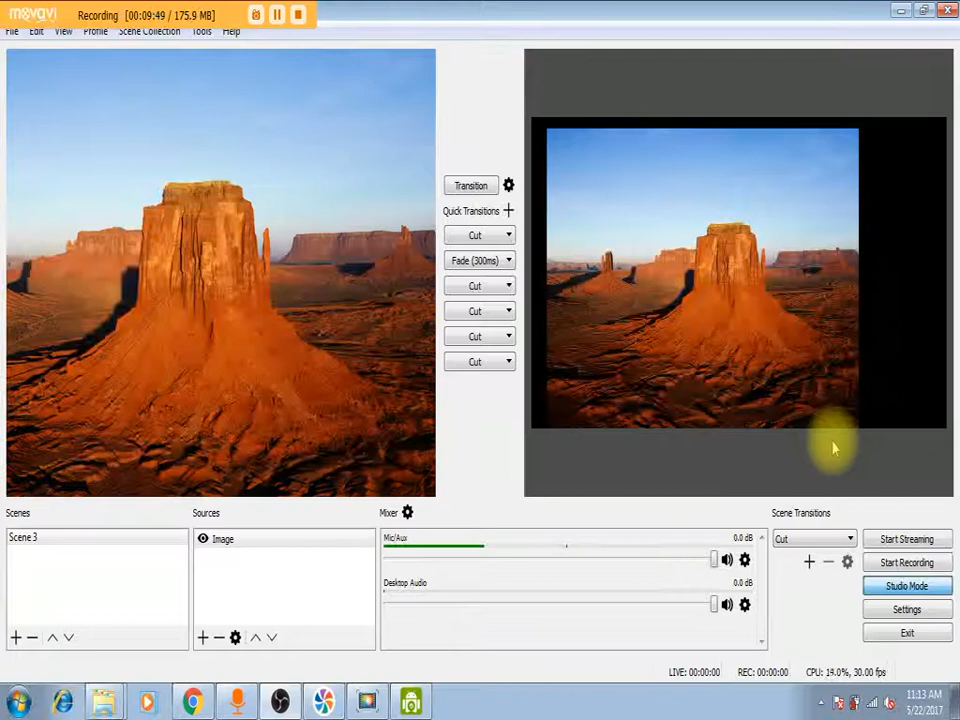 movavi Recording [00:09:49 / 175.9 MB]
File Edit View Profile Scene Collection Tools Help
Transition
Quick Transitions
Cut
Fade (300ms)
Cut
Cut
Cut
Cut
Scenes
Scene 3
Sources
Image
Mixer
Mic/Aux 0.0 dB
Desktop Audio 0.0 dB
Scene Transitions
Cut
Start Streaming
Start Recording
Studio Mode
Settings
Exit
LIVE: 00:00:00 REC: 00:00:00 CPU: 14.0%, 30.00 fps
11:13 AM
5/22/2017